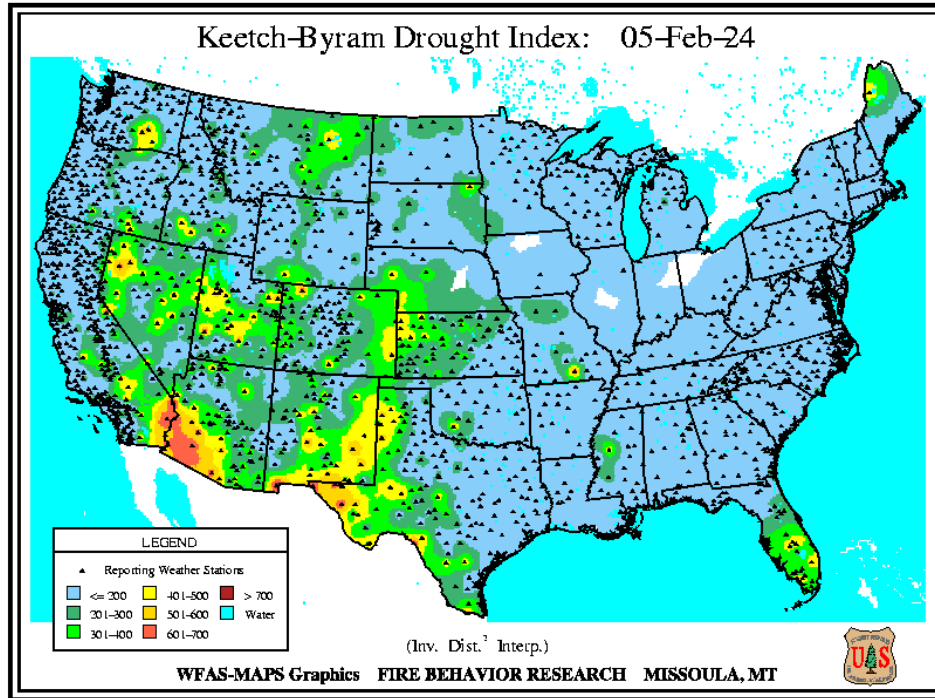 Keetch-Byram Drought Index: 05-Feb-24
LEGEND
Reporting Weather Stations
<= 200
401-500
> 700
201-300
501-600
Water
301-400
601-700
(Inv. Dist.² Interp.)
WFAS-MAPS Graphics FIRE BEHAVIOR RESEARCH MISSOULA, MT
U S